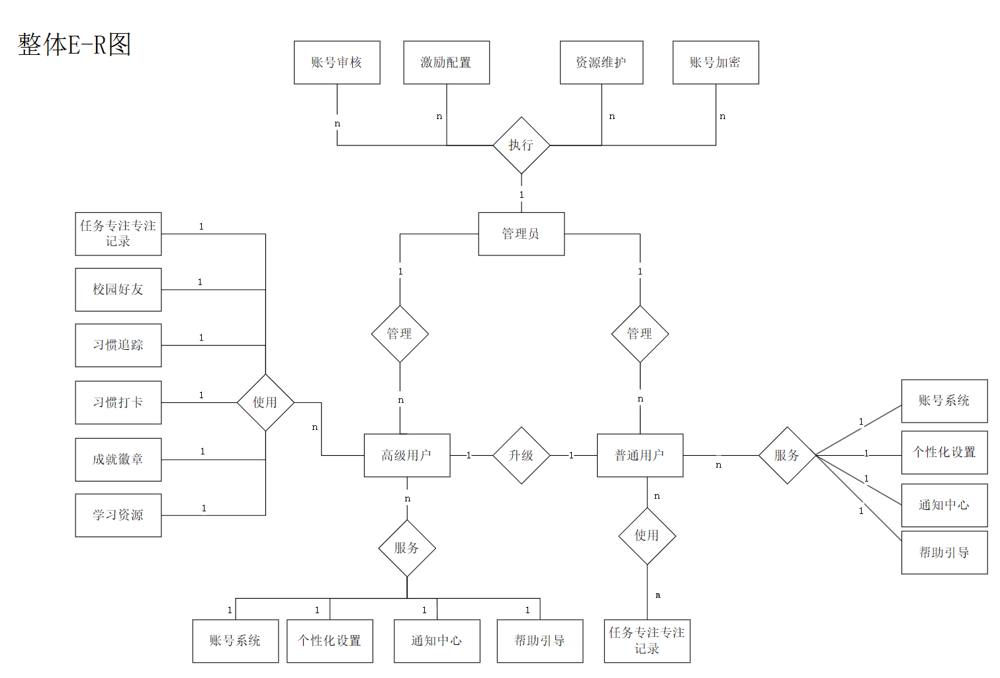 整体E-R图
账号审核
激励配置
资源维护
账号加密
n
n
n
n
执行
1
管理员
任务专注专注
记录
1
校园好友
1
习惯追踪
1
习惯打卡
1
成就徽章
1
学习资源
1
使用
n
1
管理
n
1
管理
n
高级用户
1
升级
1
普通用户
n
服务
1
账号系统
1
个性化设置
1
通知中心
1
帮助引导
n
服务
1
1
1
1
账号系统
个性化设置
通知中心
帮助引导
n
使用
m
任务专注专注
记录